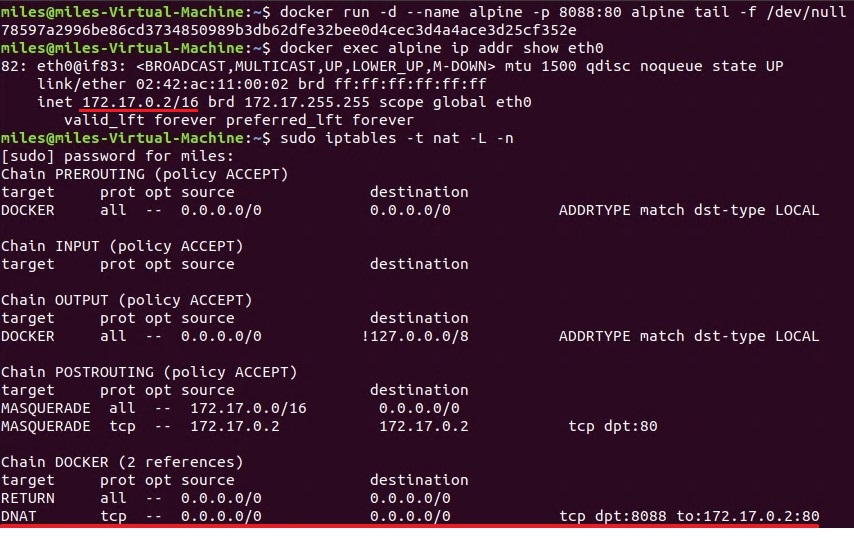 miles@miles-Virtual-Machine:~$ docker run -d --name alpine -p 8088:80 alpine tail -f /dev/null
78597a2996be86cd3734850989b3db62dfe32bee0d4cec3d4a4ace3d25cf352e
miles@miles-Virtual-Machine:~$ docker exec alpine ip addr show eth0
82: eth0@if83: <BROADCAST,MULTICAST,UP,LOWER_UP,M-DOWN> mtu 1500 qdisc noqueue state UP
    link/ether 02:42:ac:11:00:02 brd ff:ff:ff:ff:ff:ff
    inet 172.17.0.2/16 brd 172.17.255.255 scope global eth0
       valid_lft forever preferred_lft forever
miles@miles-Virtual-Machine:~$ sudo iptables -t nat -L -n
[sudo] password for miles:
Chain PREROUTING (policy ACCEPT)
target     prot opt source               destination
DOCKER     all  --  0.0.0.0/0            0.0.0.0/0            ADDRTYPE match dst-type LOCAL

Chain INPUT (policy ACCEPT)
target     prot opt source               destination

Chain OUTPUT (policy ACCEPT)
target     prot opt source               destination
DOCKER     all  --  0.0.0.0/0           !127.0.0.0/8          ADDRTYPE match dst-type LOCAL

Chain POSTROUTING (policy ACCEPT)
target     prot opt source               destination
MASQUERADE  all  --  172.17.0.0/16        0.0.0.0/0
MASQUERADE  tcp  --  172.17.0.2           172.17.0.2           tcp dpt:80

Chain DOCKER (2 references)
target     prot opt source               destination
RETURN     all  --  0.0.0.0/0            0.0.0.0/0
DNAT       tcp  --  0.0.0.0/0            0.0.0.0/0            tcp dpt:8088 to:172.17.0.2:80